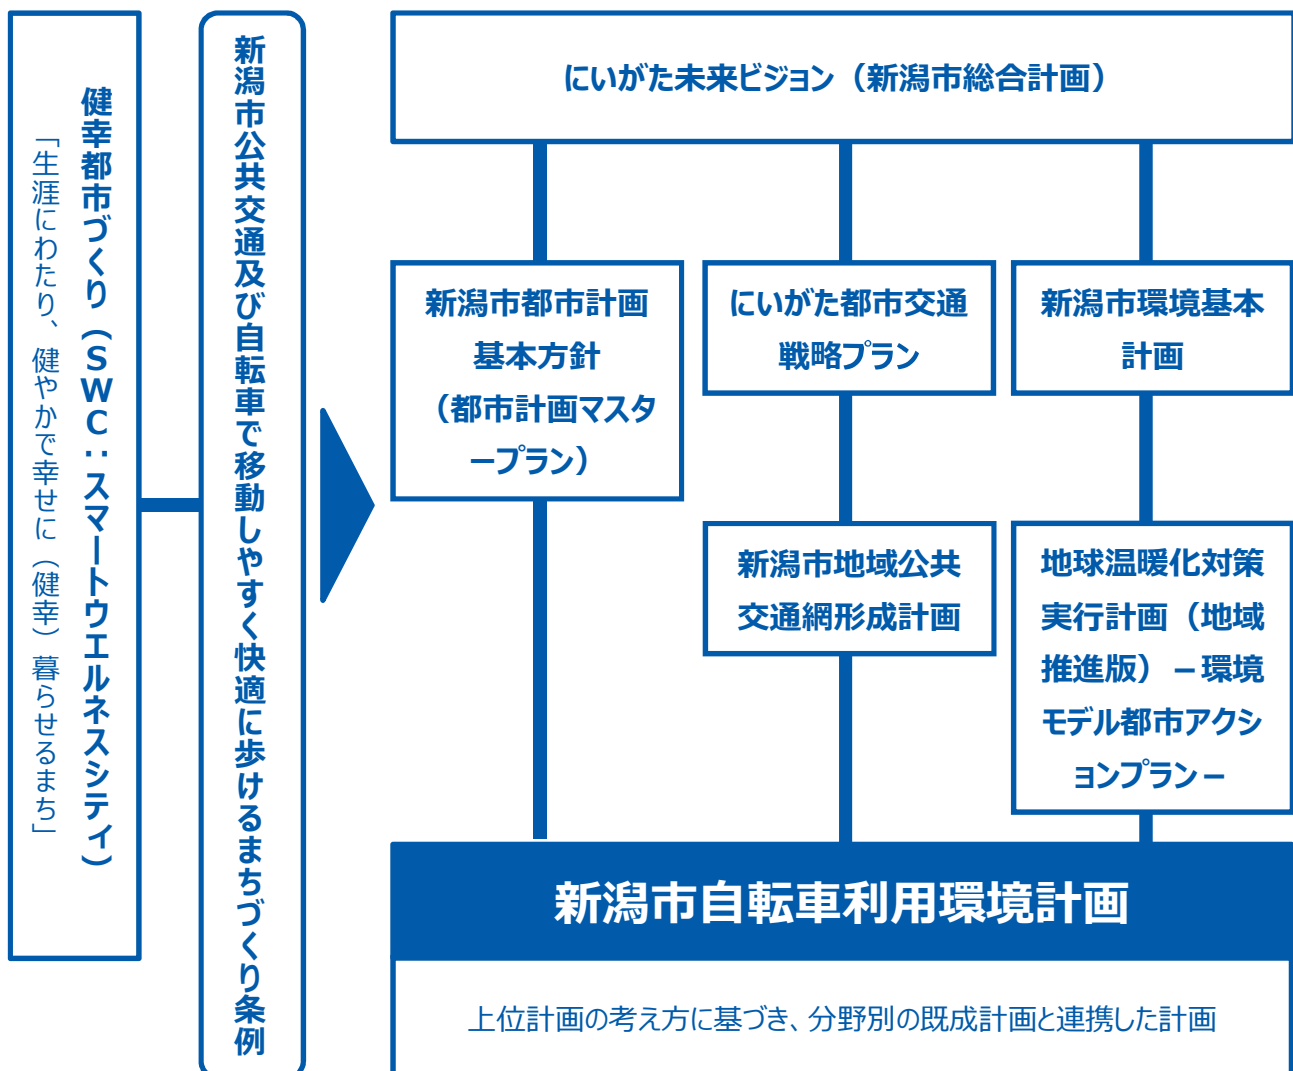 健幸都市づくり（SWC：スマートウエルネスシティ）
「生涯にわたり、健やかで幸せに（健幸）暮らせるまち」
新潟市公共交通及び自転車で移動しやすく快適に歩けるまちづくり条例
にいがた未来ビジョン（新潟市総合計画）
新潟市都市計画
基本方針
（都市計画マスタ
ープラン）
にいがた都市交通
戦略プラン
新潟市環境基本
計画
新潟市地域公共
交通網形成計画
地球温暖化対策
実行計画（地域
推進版）－環境
モデル都市アクシ
ョンプラン－
新潟市自転車利用環境計画
上位計画の考え方に基づき、分野別の既成計画と連携した計画